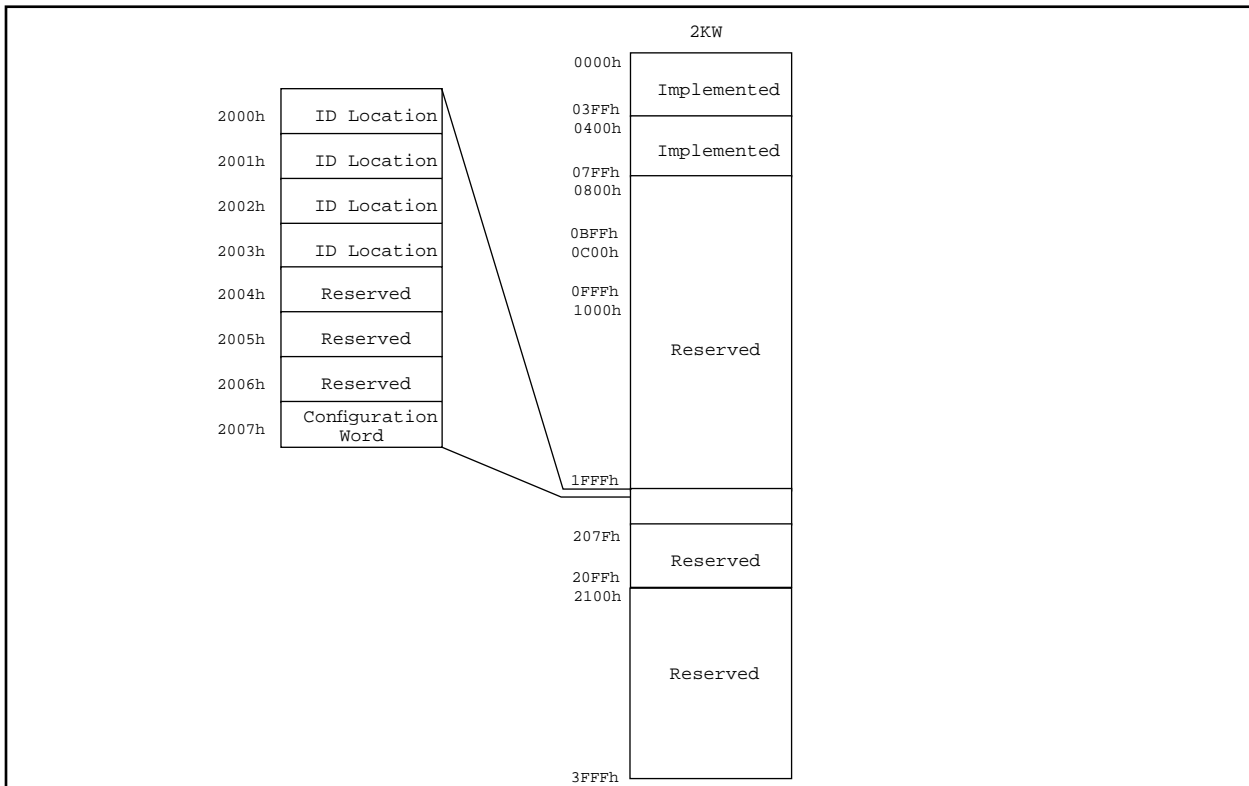 2KW
0000h
Implemented
03FFh
0400h
Implemented
07FFh
0800h
0BFFh
0C00h
0FFFh
1000h
Reserved
1FFFh
207Fh
Reserved
20FFh
2100h
Reserved
3FFFh
2000h ID Location
2001h ID Location
2002h ID Location
2003h ID Location
2004h Reserved
2005h Reserved
2006h Reserved
2007h Configuration
Word